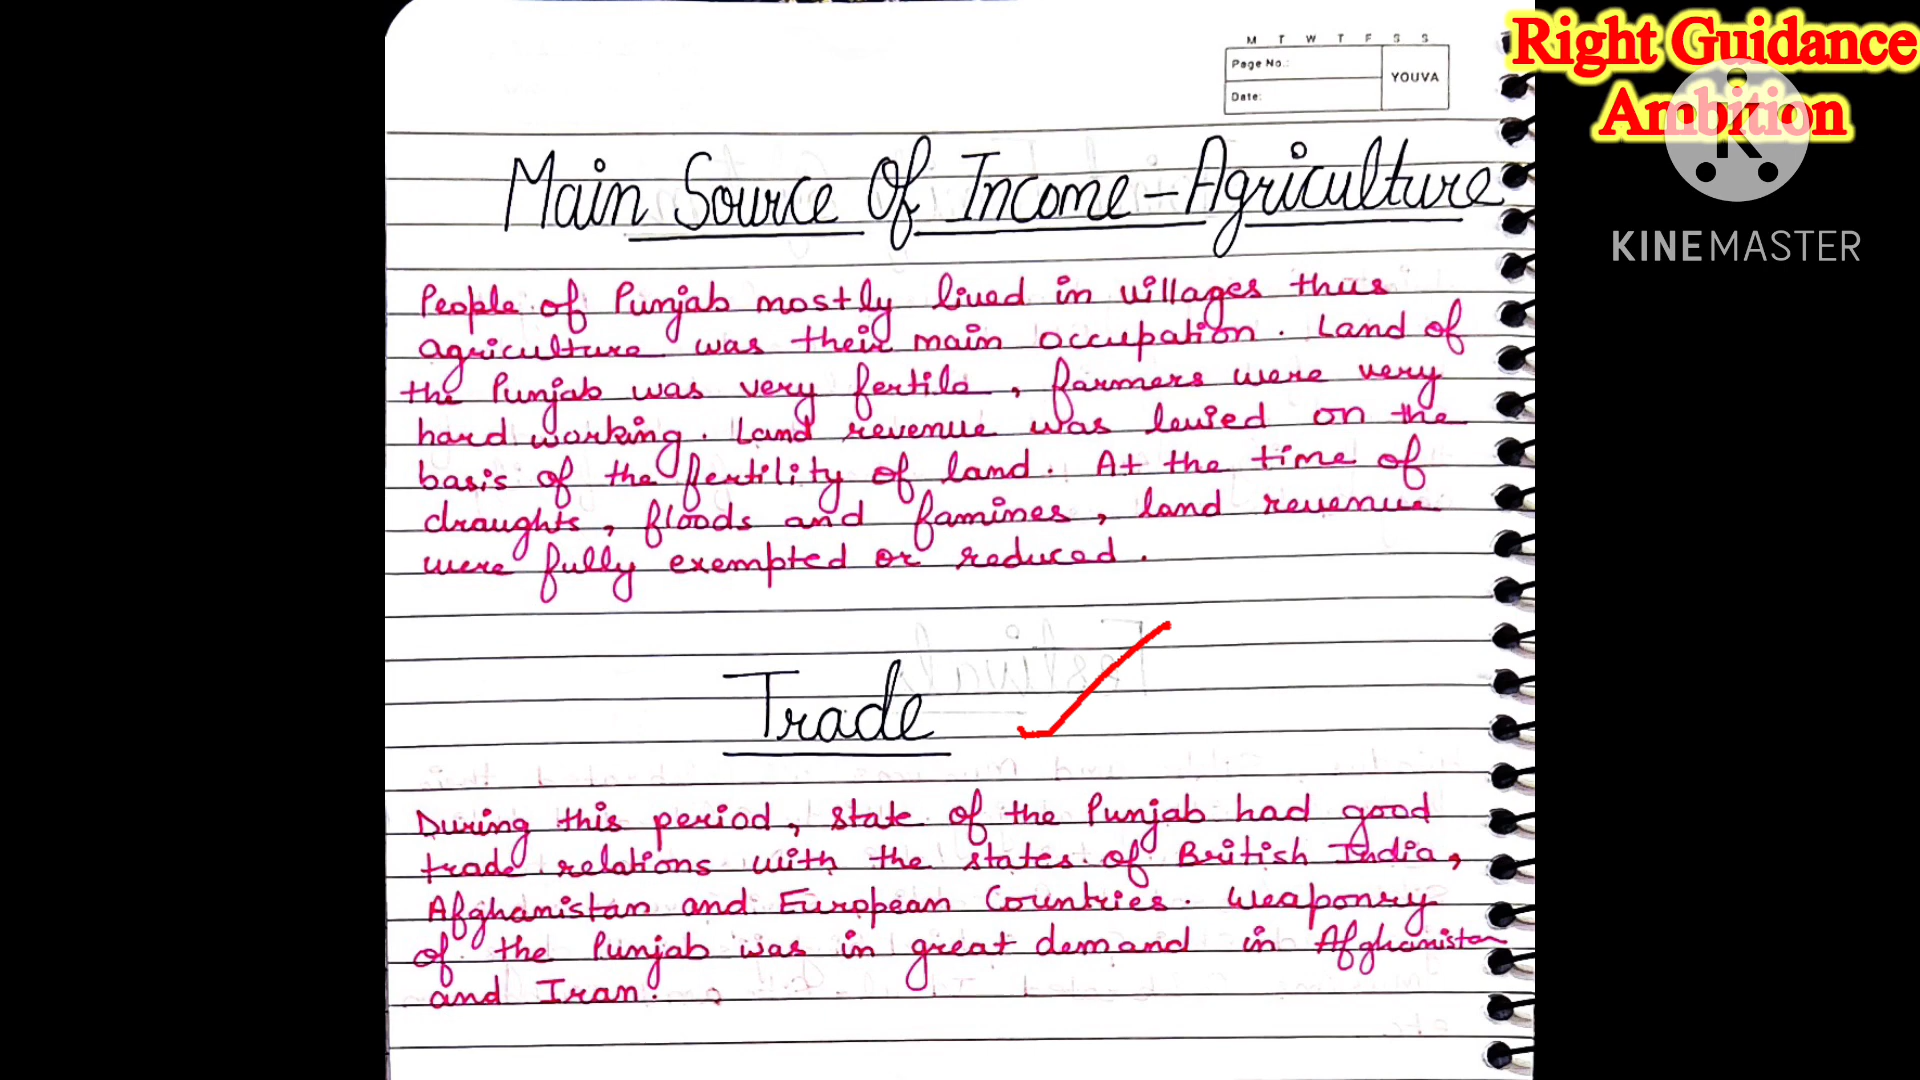 Right Guidance
Ambition
KINEMASTER
M T W T F S S
Page No.:
YOUVA
Date:
Main Source Of Income - Agriculture
People of Punjab mostly lived in villages thus
agriculture was their main occupation. Land of
the Punjab was very fertile, farmers were very
hard working. Land revenue was levied on the
basis of the fertility of land. At the time of
draughts, floods and famines, land revenue
were fully exempted or reduced.
Trade
During this period, state of the Punjab had good
trade relations with the states of British India,
Afghanistan and European Countries. Weaponry
of the Punjab was in great demand in Afghanistan
and Iran.